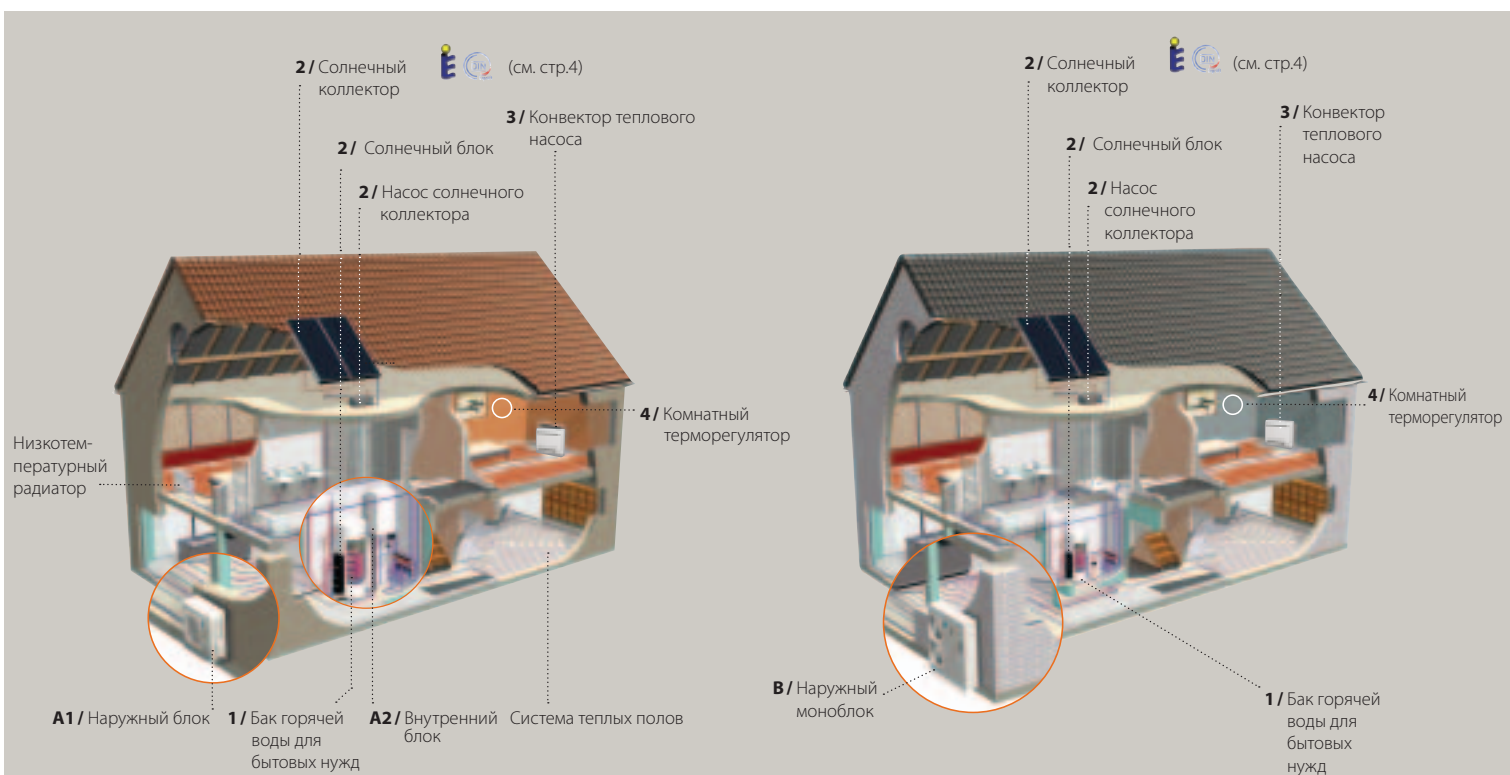 2 / Солнечный
коллектор
(см. стр.4)
3 / Конвектор теплового
насоса
2 / Солнечный блок
2 / Насос солнечного
коллектора
4 / Комнатный
терморегулятор
Низкотем-
пературный
радиатор
A1 / Наружный блок
1 / Бак горячей
воды для
бытовых нужд
A2 / Внутренний
блок
Система теплых полов
2 / Солнечный
коллектор
(см. стр.4)
3 / Конвектор
теплового
насоса
2 / Солнечный блок
2 / Насос
солнечного
коллектора
4 / Комнатный
терморегулятор
B / Наружный
моноблок
1 / Бак горячей
воды для
бытовых
нужд